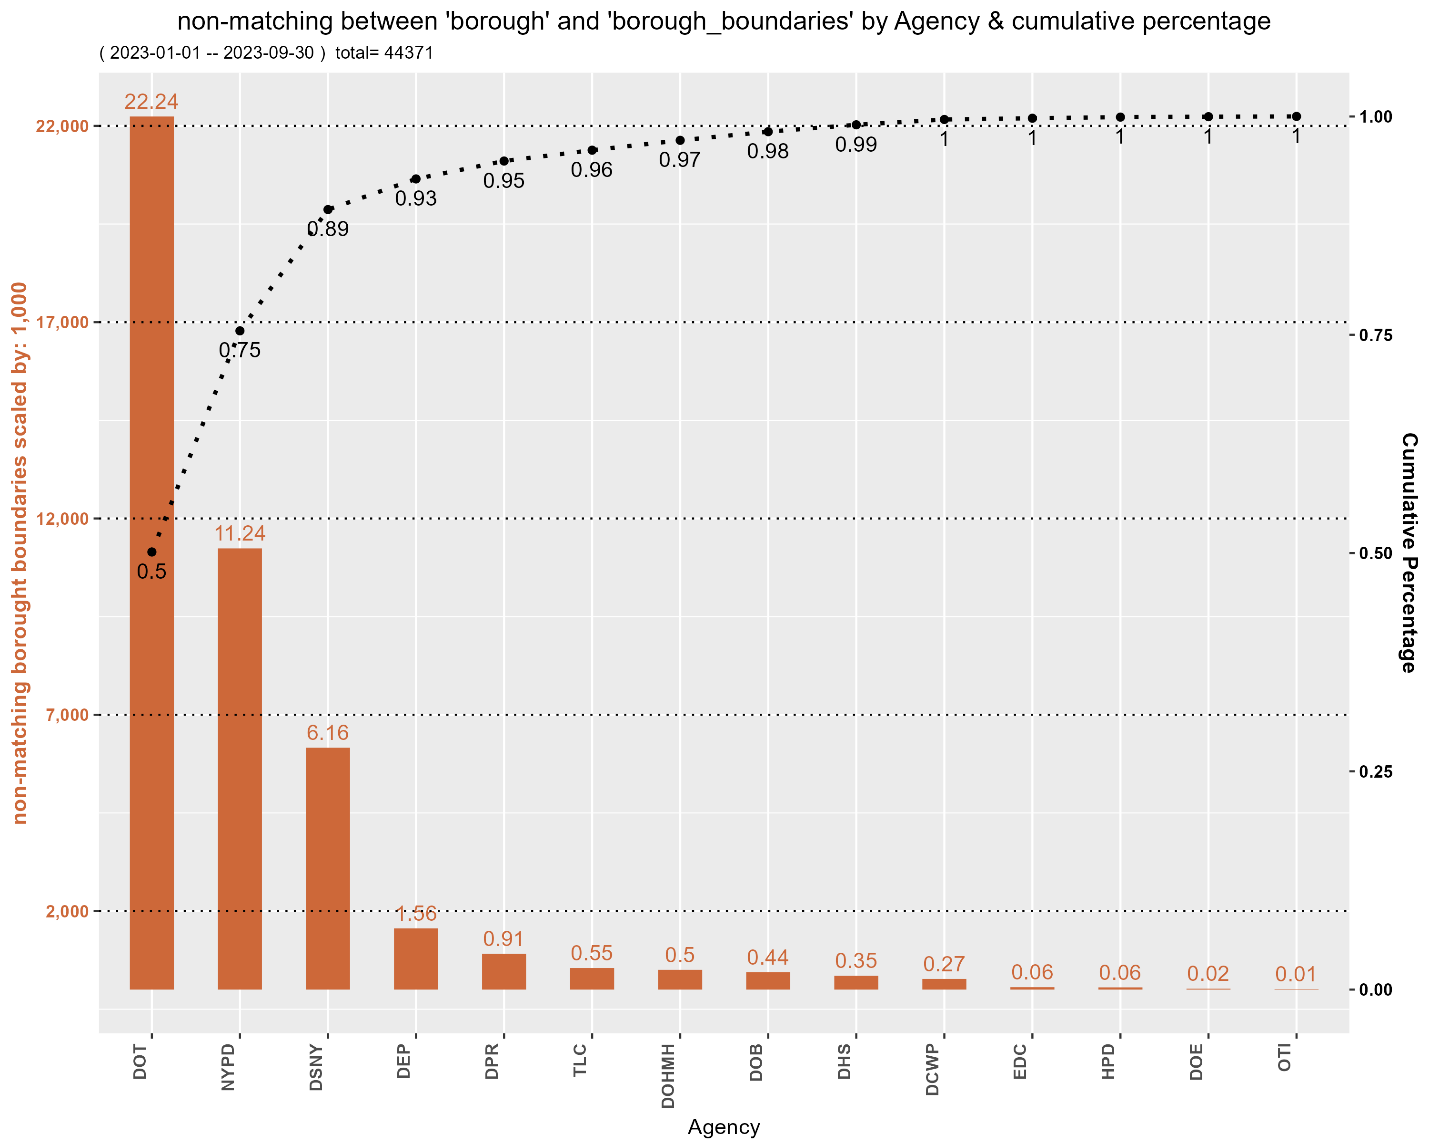 non-matching between 'borough' and 'borough_boundaries' by Agency & cumulative percentage
( 2023-01-01 -- 2023-09-30 )  total= 44371
non-matching borought boundaries scaled by: 1,000
22,000
17,000
12,000
7,000
2,000
22.24
11.24
6.16
1.56
0.91
0.55
0.5
0.44
0.35
0.27
0.06
0.06
0.02
0.01
0.5
0.75
0.89
0.93
0.95
0.96
0.97
0.98
0.99
1
1
1
1
1
1.00
0.75
0.50
0.25
0.00
Cumulative Percentage
DOT
NYPD
DSNY
DEP
DPR
TLC
DOHMH
DOB
DHS
DCWP
EDC
HPD
DOE
OTI
Agency